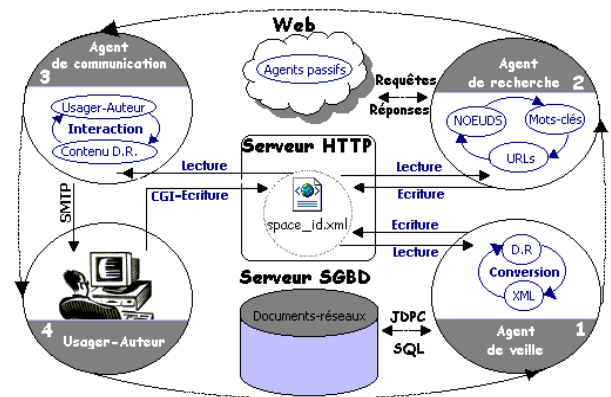 Web
Agent
de communication
3
Agents passifs
Agent
de recherche
2
Requêtes
Réponses
Usager-Auteur
Interaction
Contenu D.R.
NOEUDS
Mots-clés
URLs
Serveur HTTP
Lecture
Lecture
CGI-Ecriture
Ecriture
space_id.xml
SMTP
Ecriture
Lecture
D.R
Conversion
XML
Serveur SGBD
Documents-réseaux
JDPC
SQL
4
Usager-Auteur
Agent
de veille
1